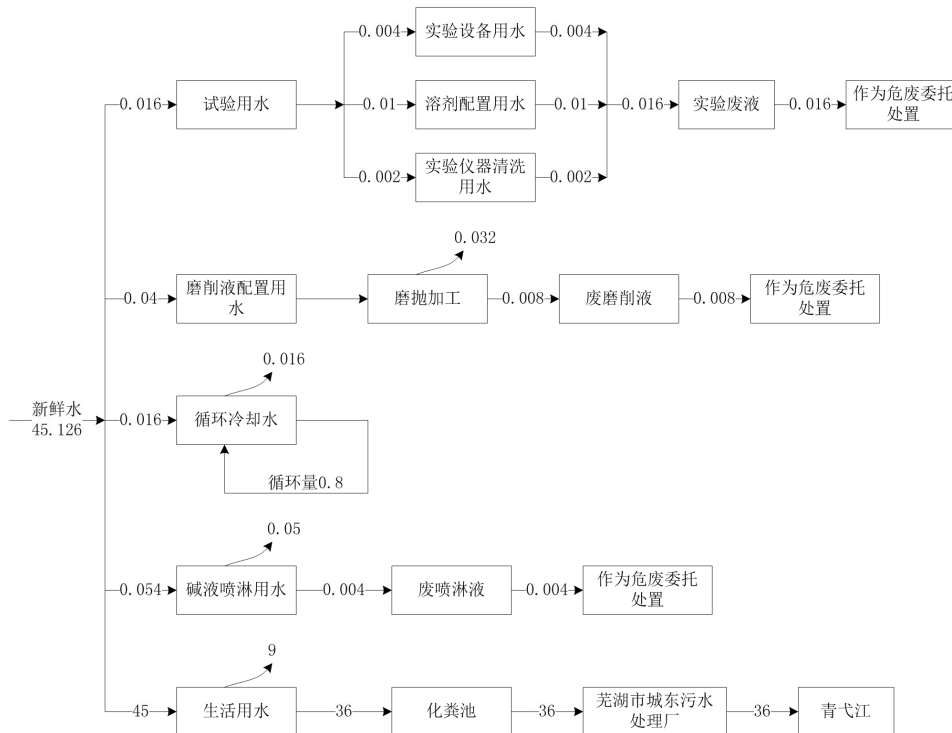 0.004
实验设备用水
0.004
0.016
试验用水
0.01
溶剂配置用水
0.01
0.016
实验废液
0.016
作为危废委托
处置
0.002
实验仪器清洗
用水
0.002
0.032
0.04
磨削液配置用
水
磨抛加工
0.008
废磨削液
0.008
作为危废委托
处置
0.016
新鲜水
45.126
0.016
循环冷却水
循环量0.8
0.05
0.054
碱液喷淋用水
0.004
废喷淋液
0.004
作为危废委托
处置
9
45
生活用水
36
化粪池
36
芜湖市城东污水
处理厂
36
青弋江